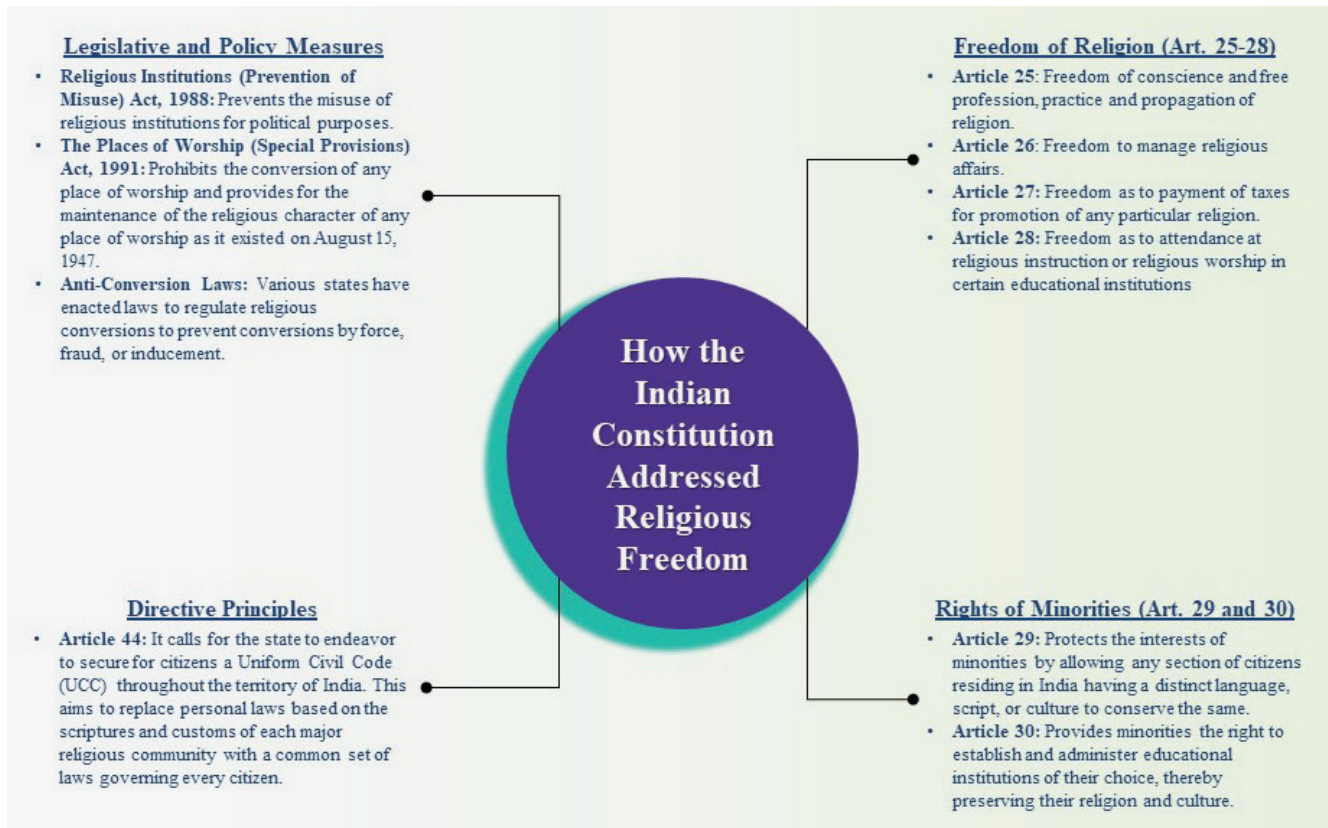 Legislative and Policy Measures
• Religious Institutions (Prevention of
Misuse) Act, 1988: Prevents the misuse of
religious institutions for political purposes.
• The Places of Worship (Special Provisions)
Act, 1991: Prohibits the conversion of any
place of worship and provides for the
maintenance of the religious character of any
place of worship as it existed on August 15,
1947.
• Anti-Conversion Laws: Various states have
enacted laws to regulate religious
conversions to prevent conversions by force,
fraud, or inducement.
Freedom of Religion (Art. 25-28)
• Article 25: Freedom of conscience and free
profession, practice and propagation of
religion.
• Article 26: Freedom to manage religious
affairs.
• Article 27: Freedom as to payment of taxes
for promotion of any particular religion.
• Article 28: Freedom as to attendance at
religious instruction or religious worship in
certain educational institutions
How the
Indian
Constitution
Addressed
Religious
Freedom
Directive Principles
• Article 44: It calls for the state to endeavor
to secure for citizens a Uniform Civil Code
(UCC) throughout the territory of India. This
aims to replace personal laws based on the
scriptures and customs of each major
religious community with a common set of
laws governing every citizen.
Rights of Minorities (Art. 29 and 30)
• Article 29: Protects the interests of
minorities by allowing any section of citizens
residing in India having a distinct language,
script, or culture to conserve the same.
• Article 30: Provides minorities the right to
establish and administer educational
institutions of their choice, thereby
preserving their religion and culture.